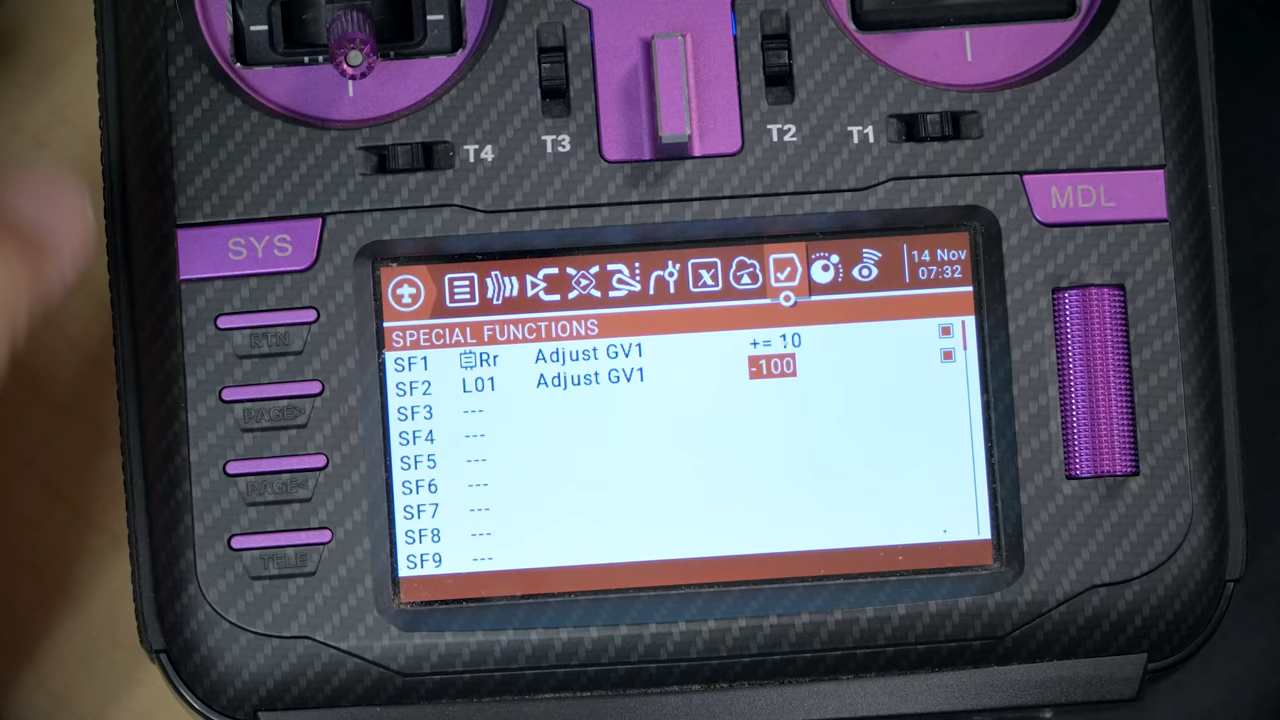 T4
T3
T2
T1
SYS
MDL
14 Nov
07:32
SPECIAL FUNCTIONS
SF1 Rr Adjust GV1 += 10
SF2 L01 Adjust GV1 -100
SF3 ---
SF4 ---
SF5 ---
SF6 ---
SF7 ---
SF8 ---
SF9 ---
RTN
PAGE>
PAGE<
TELE